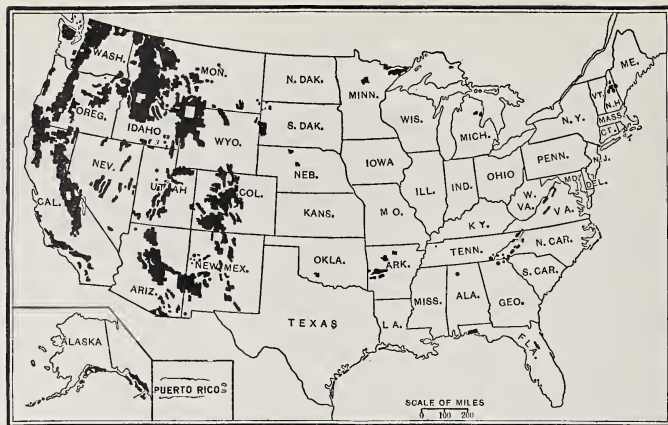 WASH.
MON.
N. DAK.
MINN.
ME.
OREG.
IDAHO
S. DAK.
WIS.
MICH.
N.Y.
VT.
N.H.
MASS.
CT.
WYO.
NEB.
IOWA
PENN.
N.J.
NEV.
UTAH
COL.
ILL.
IND.
OHIO
MD.
DEL.
CAL.
KANS.
MO.
W. VA.
VA.
KY.
ARIZ.
NEW MEX.
OKLA.
ARK.
TENN.
N. CAR.
S. CAR.
TEXAS
LA.
MISS.
ALA.
GEO.
FLA.
ALASKA
PUERTO RICO
SCALE OF MILES
0 100 200